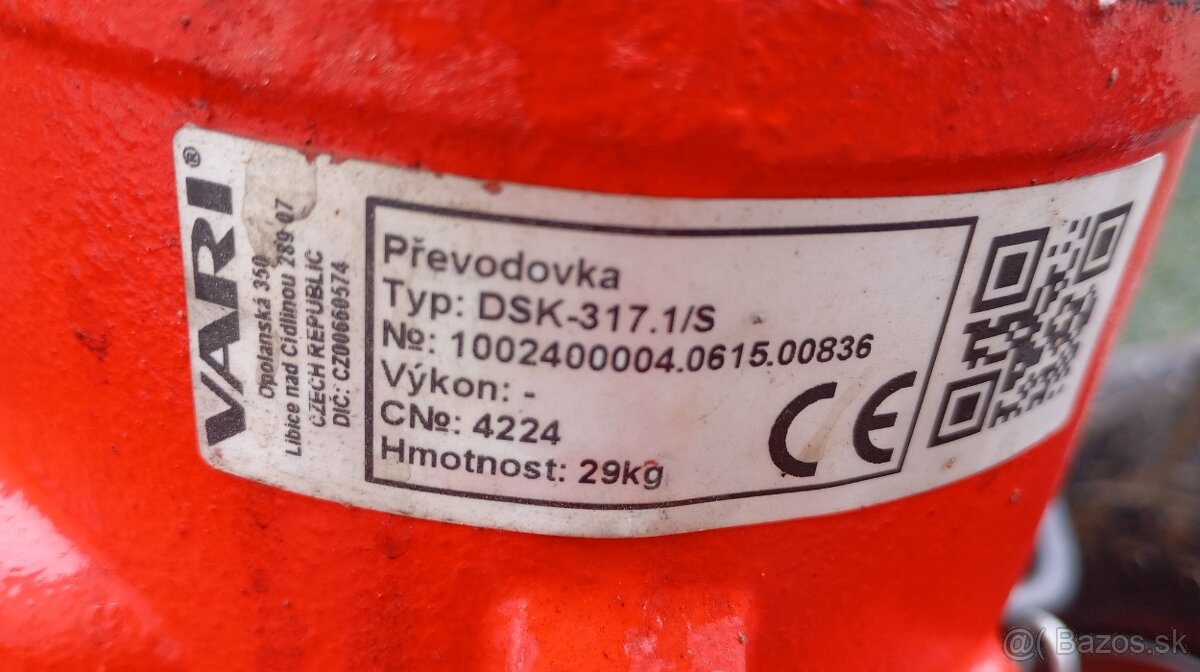 VARI®
Opolanská 350
Libice nad Cidlinou 289 07
CZECH REPUBLIC
DIČ: CZ00660574
Převodovka
Typ: DSK-317.1/S
№: 1002400004.0615.00836
Výkon: -
C№: 4224
Hmotnost: 29kg
CE
@( Bazos.sk